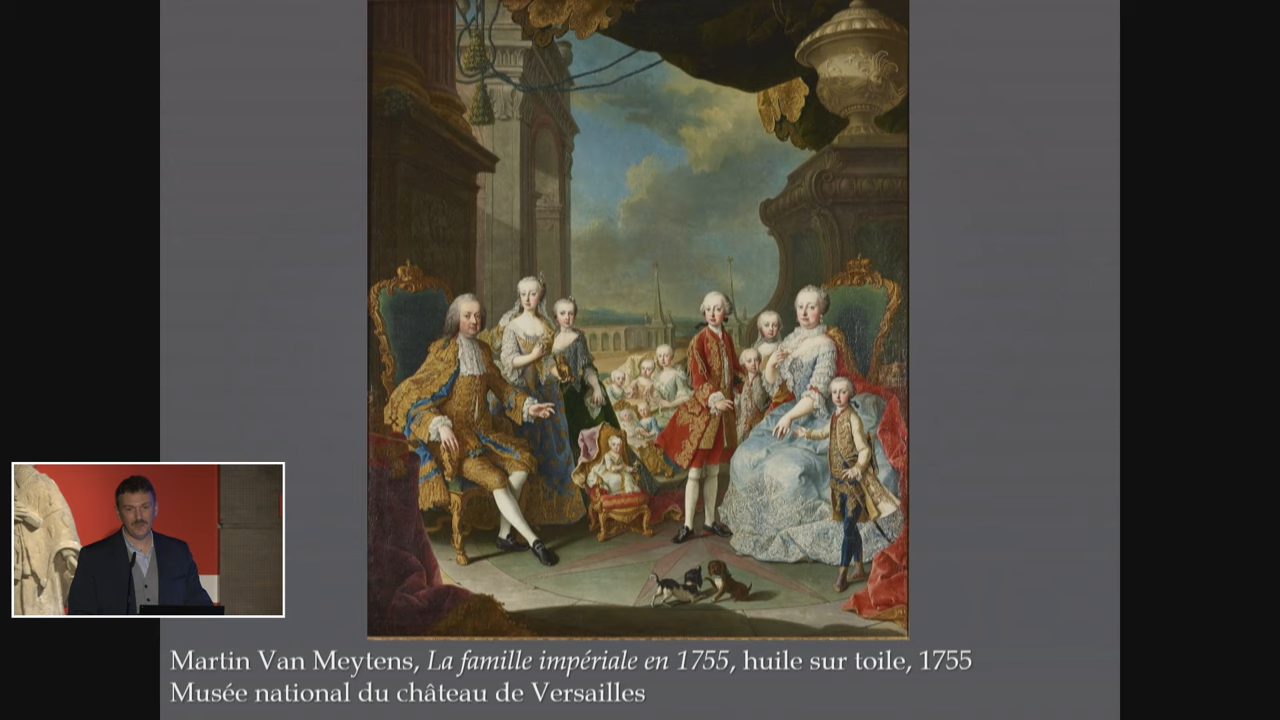 Martin Van Meytens, La famille impériale en 1755, huile sur toile, 1755
Musée national du château de Versailles